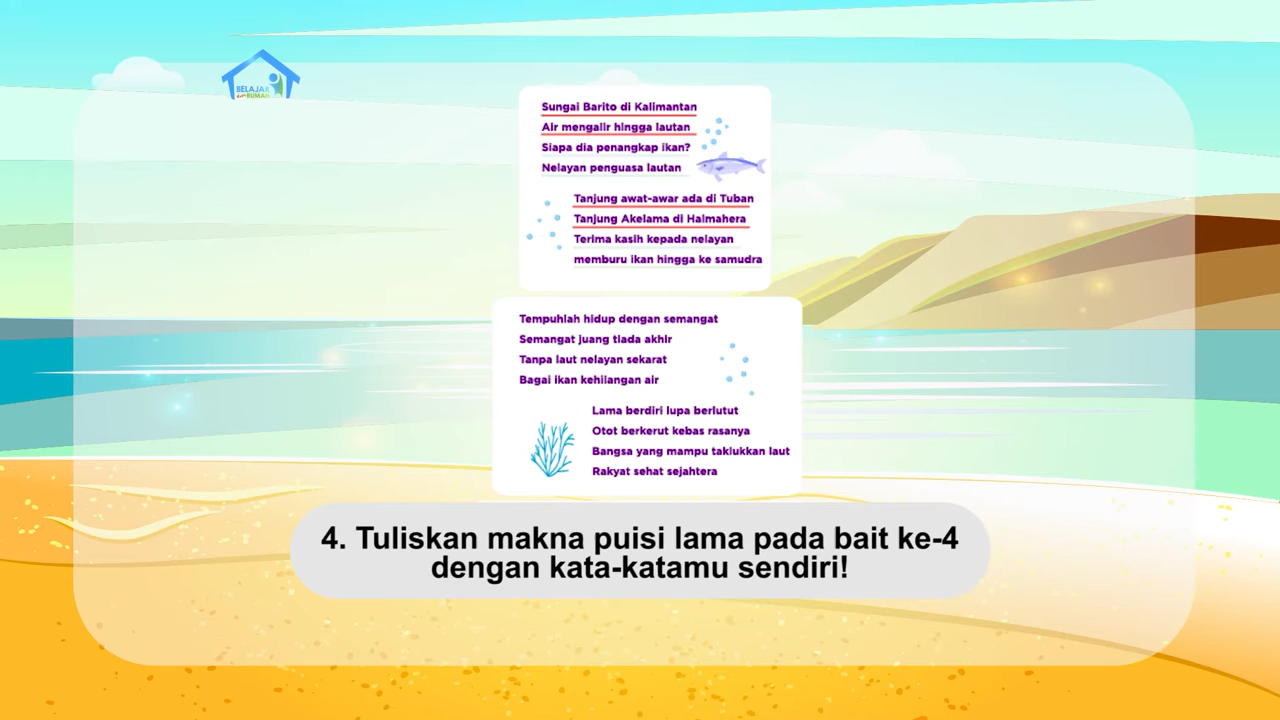 BELAJAR
dari RUMAH
Sungai Barito di Kalimantan
Air mengalir hingga lautan
Siapa dia penangkap ikan?
Nelayan penguasa lautan
Tanjung awat-awar ada di Tuban
Tanjung Akelama di Halmahera
Terima kasih kepada nelayan
memburu ikan hingga ke samudra
Tempuhlah hidup dengan semangat
Semangat juang tiada akhir
Tanpa laut nelayan sekarat
Bagai ikan kehilangan air
Lama berdiri lupa berlutut
Otot berkerut kebas rasanya
Bangsa yang mampu taklukkan laut
Rakyat sehat sejahtera
4. Tuliskan makna puisi lama pada bait ke-4
dengan kata-katamu sendiri!